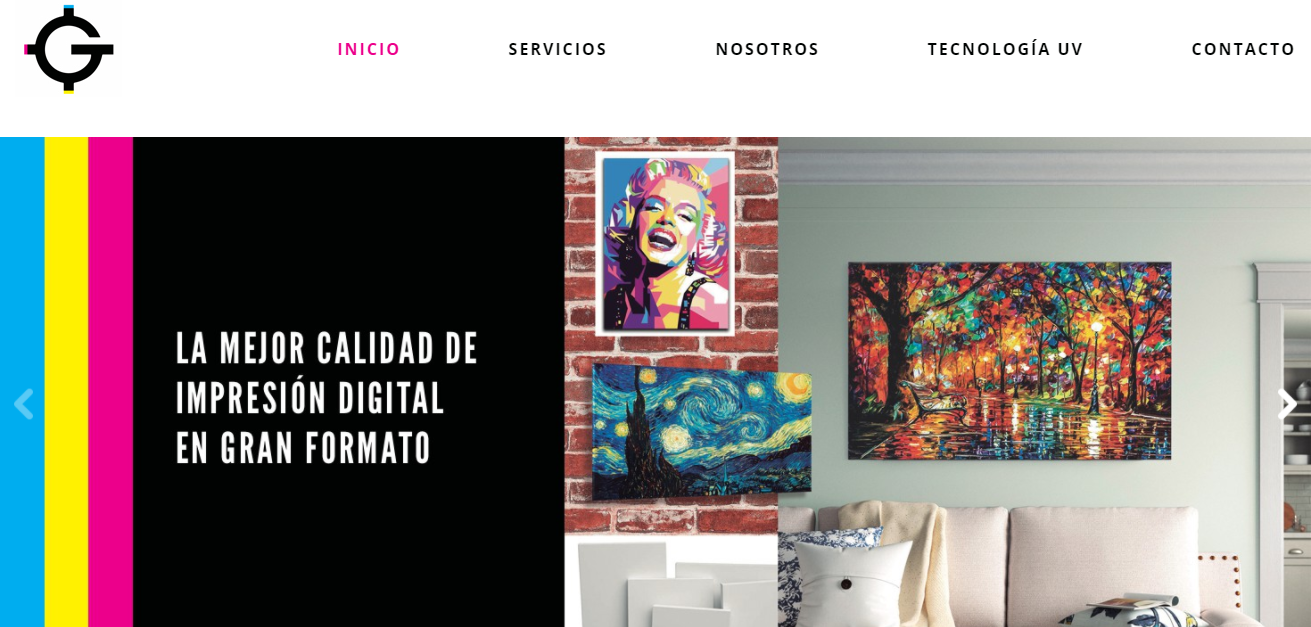 G
INICIO
SERVICIOS
NOSOTROS
TECNOLOGÍA UV
CONTACTO
LA MEJOR CALIDAD DE
IMPRESIÓN DIGITAL
EN GRAN FORMATO